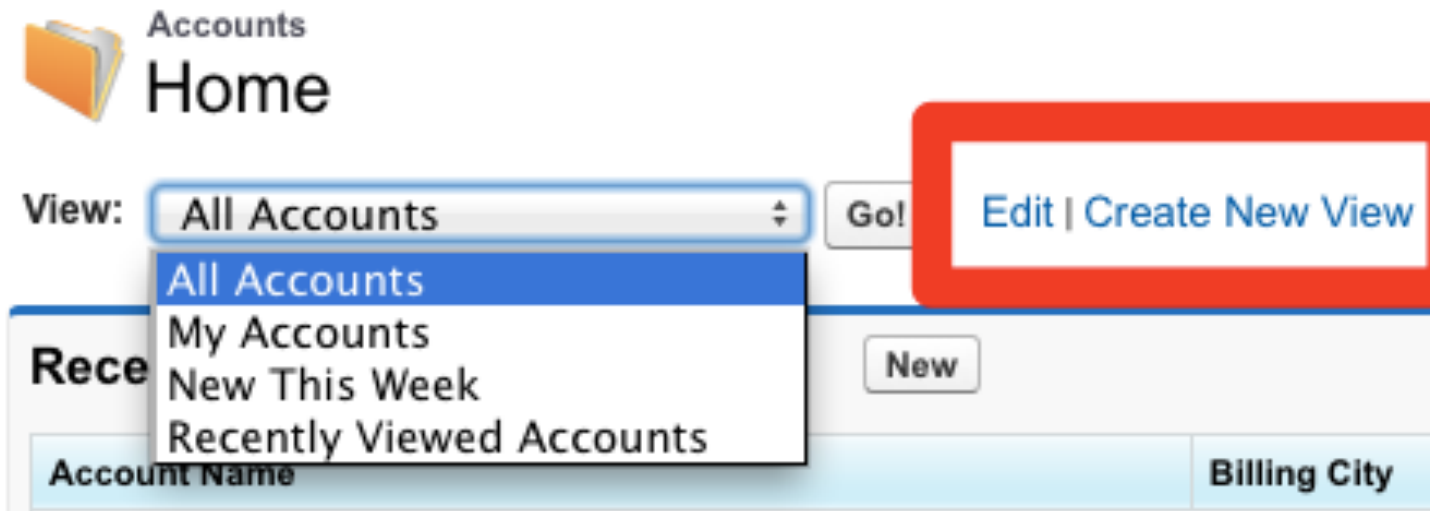 Accounts
Home
View: All Accounts Go! Edit | Create New View
All Accounts
My Accounts
New This Week
Recently Viewed Accounts
Rece New
Account Name Billing City